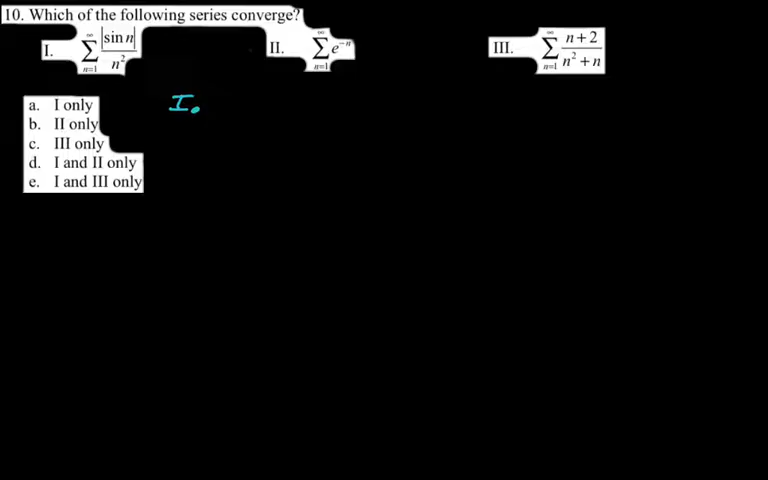 10. Which of the following series converge?
I. ∞ ∑ n=1 |sin n| / n²
II. ∞ ∑ n=1 e⁻ⁿ
III. ∞ ∑ n=1 n+2 / n²+n
a. I only
b. II only
c. III only
d. I and II only
e. I and III only
I.